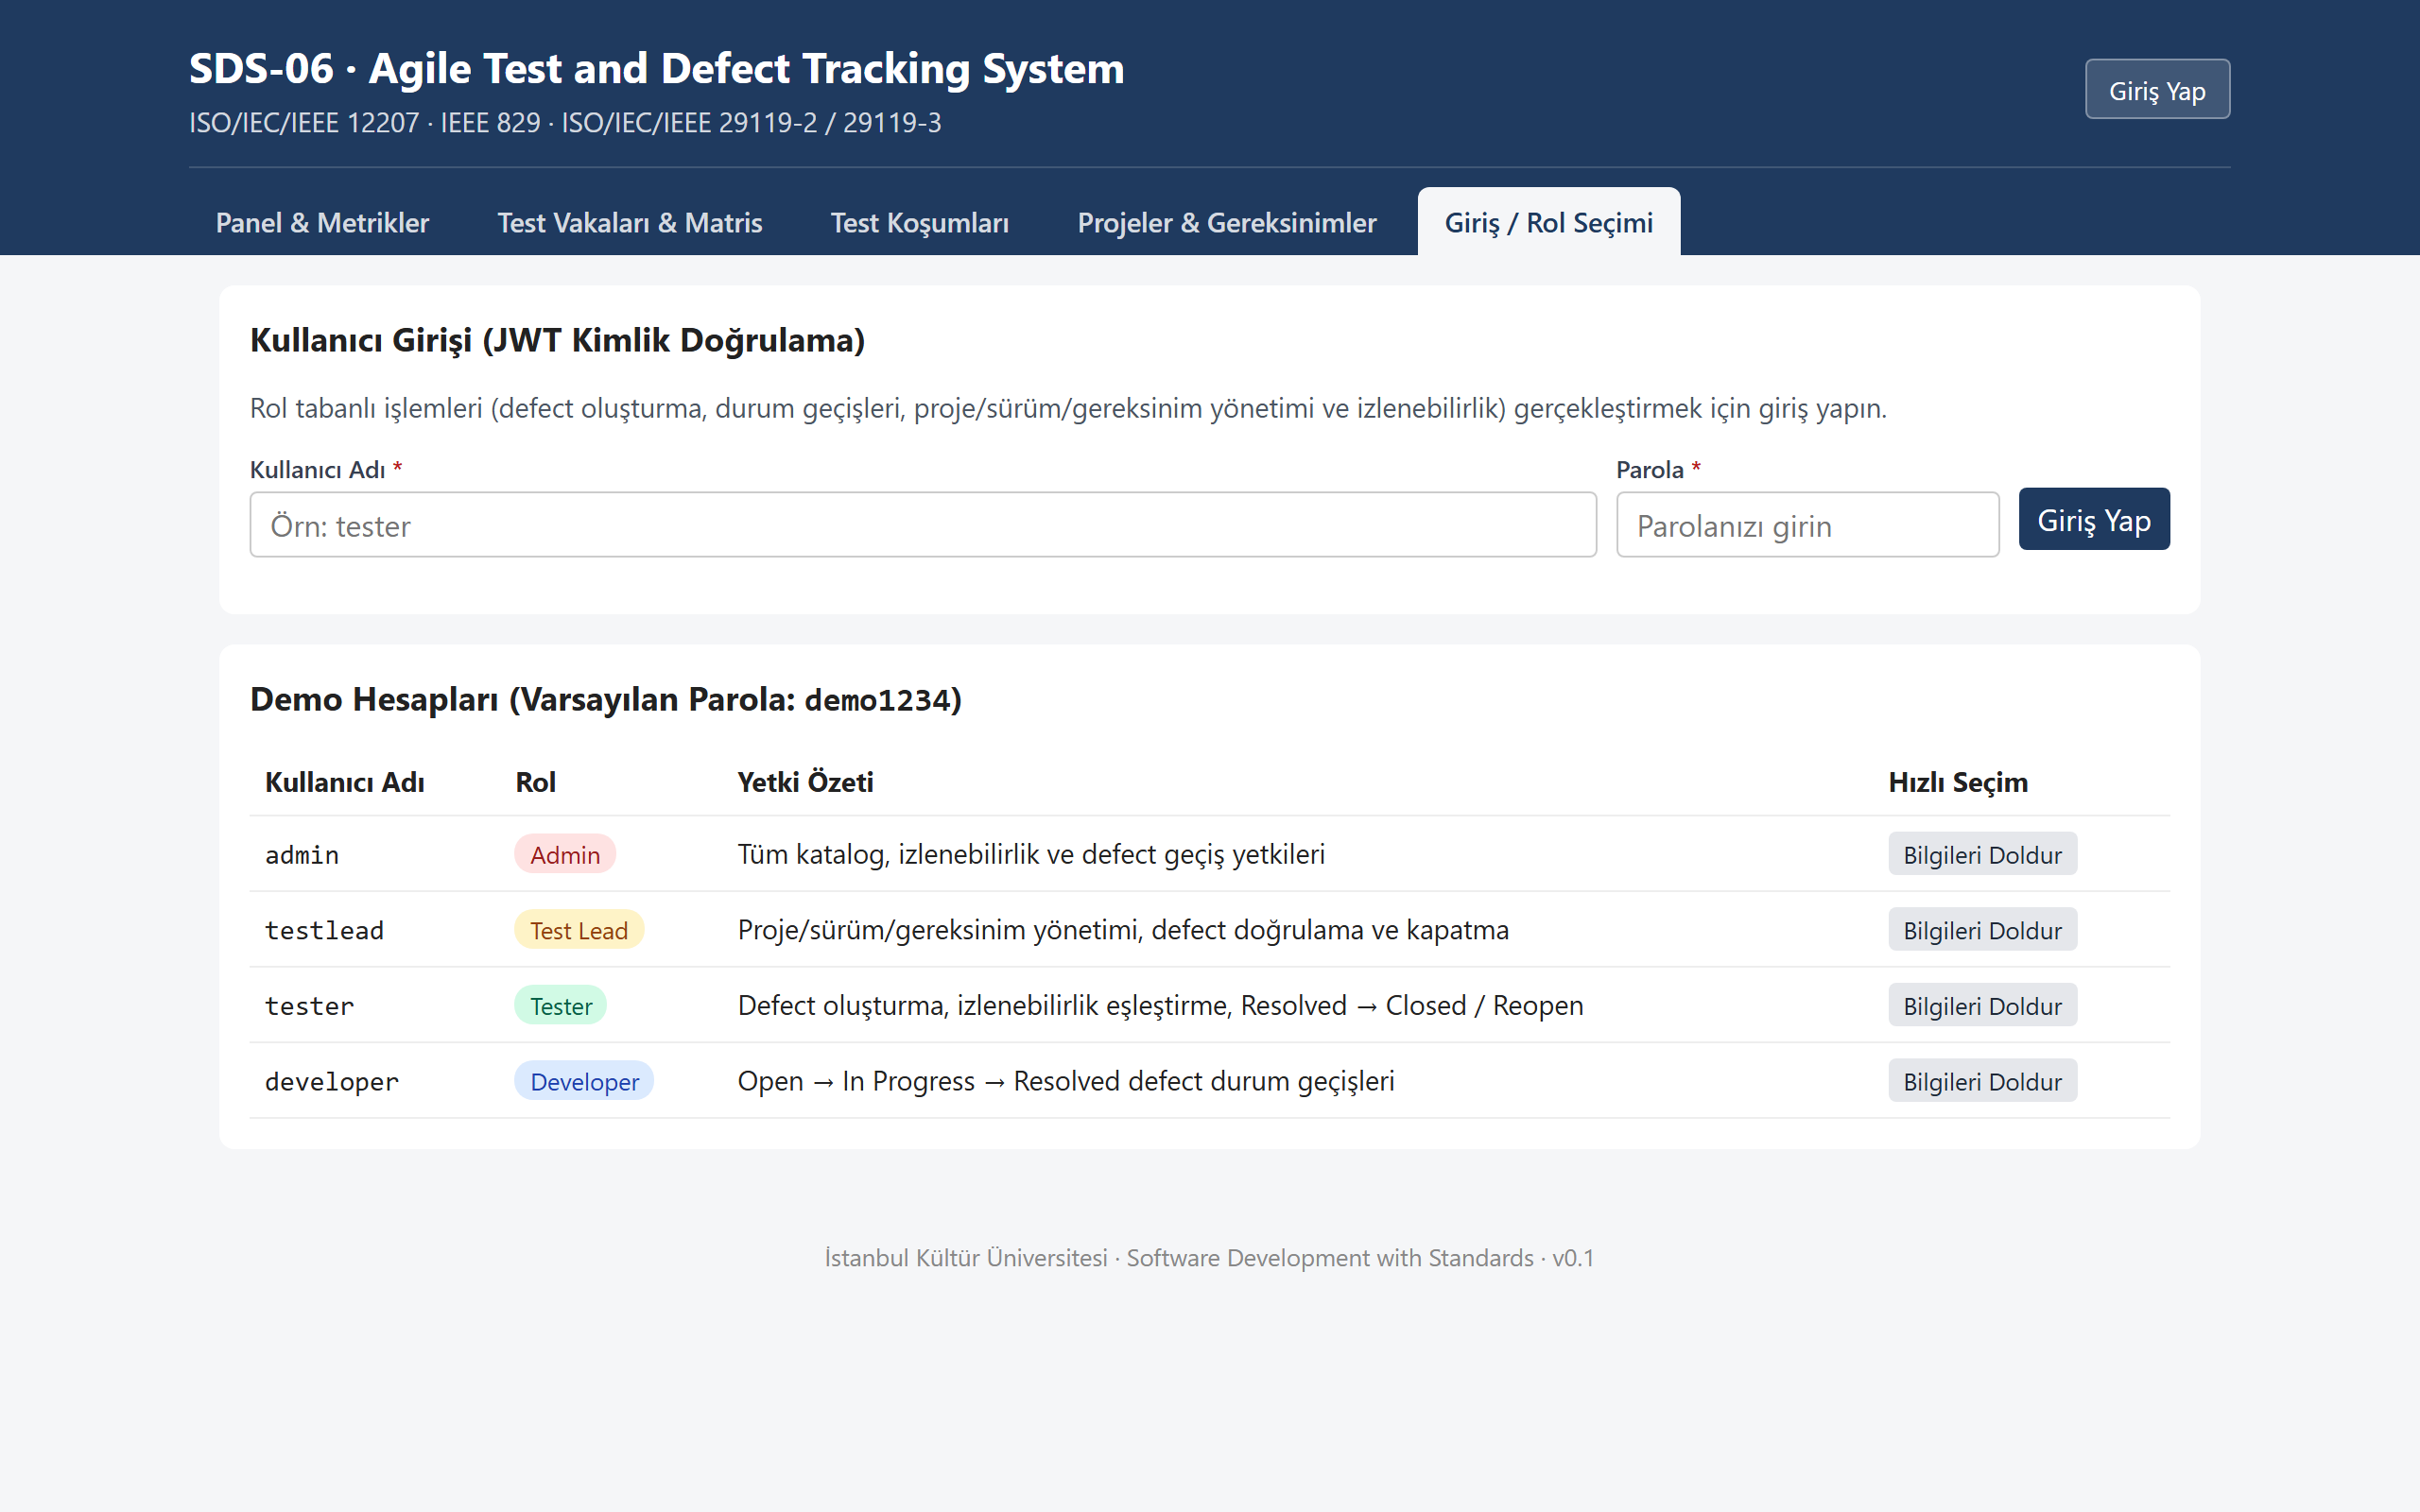 SDS-06 · Agile Test and Defect Tracking System
ISO/IEC/IEEE 12207 · IEEE 829 · ISO/IEC/IEEE 29119-2 / 29119-3
Giriş Yap
Panel & Metrikler Test Vakaları & Matris Test Koşumları Projeler & Gereksinimler Giriş / Rol Seçimi
Kullanıcı Girişi (JWT Kimlik Doğrulama)
Rol tabanlı işlemleri (defect oluşturma, durum geçişleri, proje/sürüm/gereksinim yönetimi ve izlenebilirlik) gerçekleştirmek için giriş yapın.
Kullanıcı Adı * Parola *
Örn: tester Parolanızı girin Giriş Yap
Demo Hesapları (Varsayılan Parola: demo1234)
Kullanıcı Adı Rol Yetki Özeti Hızlı Seçim
admin Admin Tüm katalog, izlenebilirlik ve defect geçiş yetkileri Bilgileri Doldur
testlead Test Lead Proje/sürüm/gereksinim yönetimi, defect doğrulama ve kapatma Bilgileri Doldur
tester Tester Defect oluşturma, izlenebilirlik eşleştirme, Resolved → Closed / Reopen Bilgileri Doldur
developer Developer Open → In Progress → Resolved defect durum geçişleri Bilgileri Doldur
İstanbul Kültür Üniversitesi · Software Development with Standards · v0.1